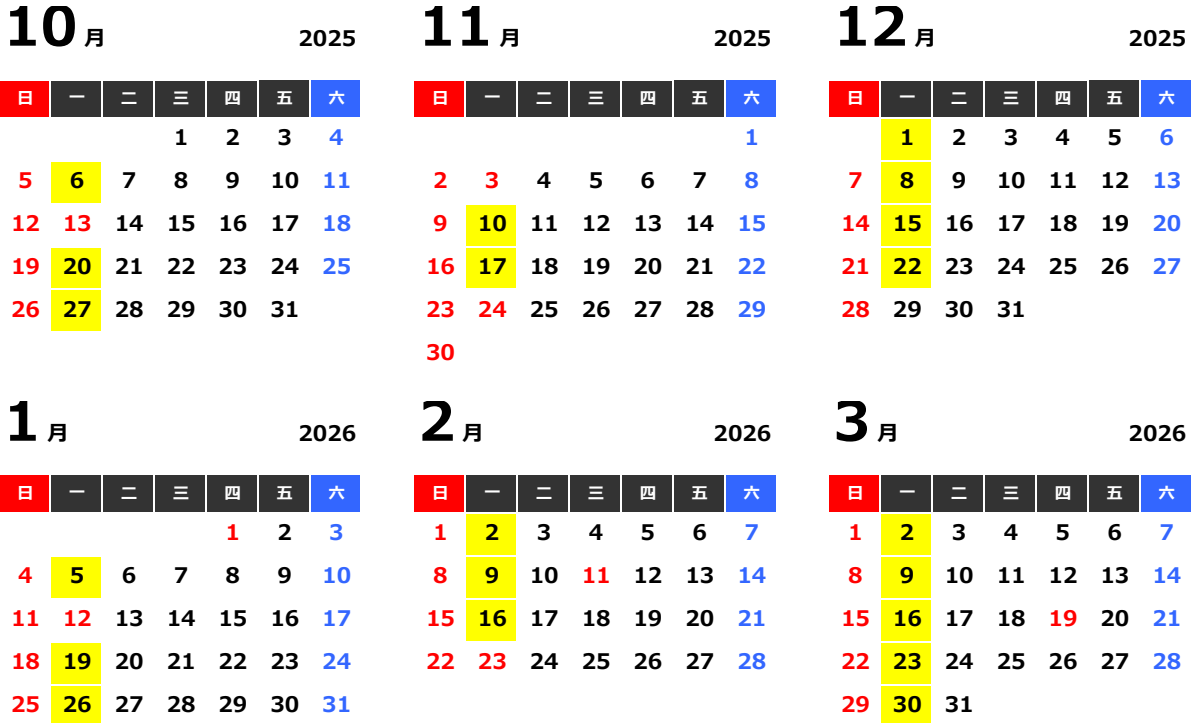 10 月 2025
日 一 二 三 四 五 六
1 2 3 4
5 6 7 8 9 10 11
12 13 14 15 16 17 18
19 20 21 22 23 24 25
26 27 28 29 30 31
11 月 2025
日 一 二 三 四 五 六
1
2 3 4 5 6 7 8
9 10 11 12 13 14 15
16 17 18 19 20 21 22
23 24 25 26 27 28 29
30
12 月 2025
日 一 二 三 四 五 六
1 2 3 4 5 6
7 8 9 10 11 12 13
14 15 16 17 18 19 20
21 22 23 24 25 26 27
28 29 30 31
1 月 2026
日 一 二 三 四 五 六
1 2 3
4 5 6 7 8 9 10
11 12 13 14 15 16 17
18 19 20 21 22 23 24
25 26 27 28 29 30 31
2 月 2026
日 一 二 三 四 五 六
1 2 3 4 5 6 7
8 9 10 11 12 13 14
15 16 17 18 19 20 21
22 23 24 25 26 27 28
3 月 2026
日 一 二 三 四 五 六
1 2 3 4 5 6 7
8 9 10 11 12 13 14
15 16 17 18 19 20 21
22 23 24 25 26 27 28
29 30 31